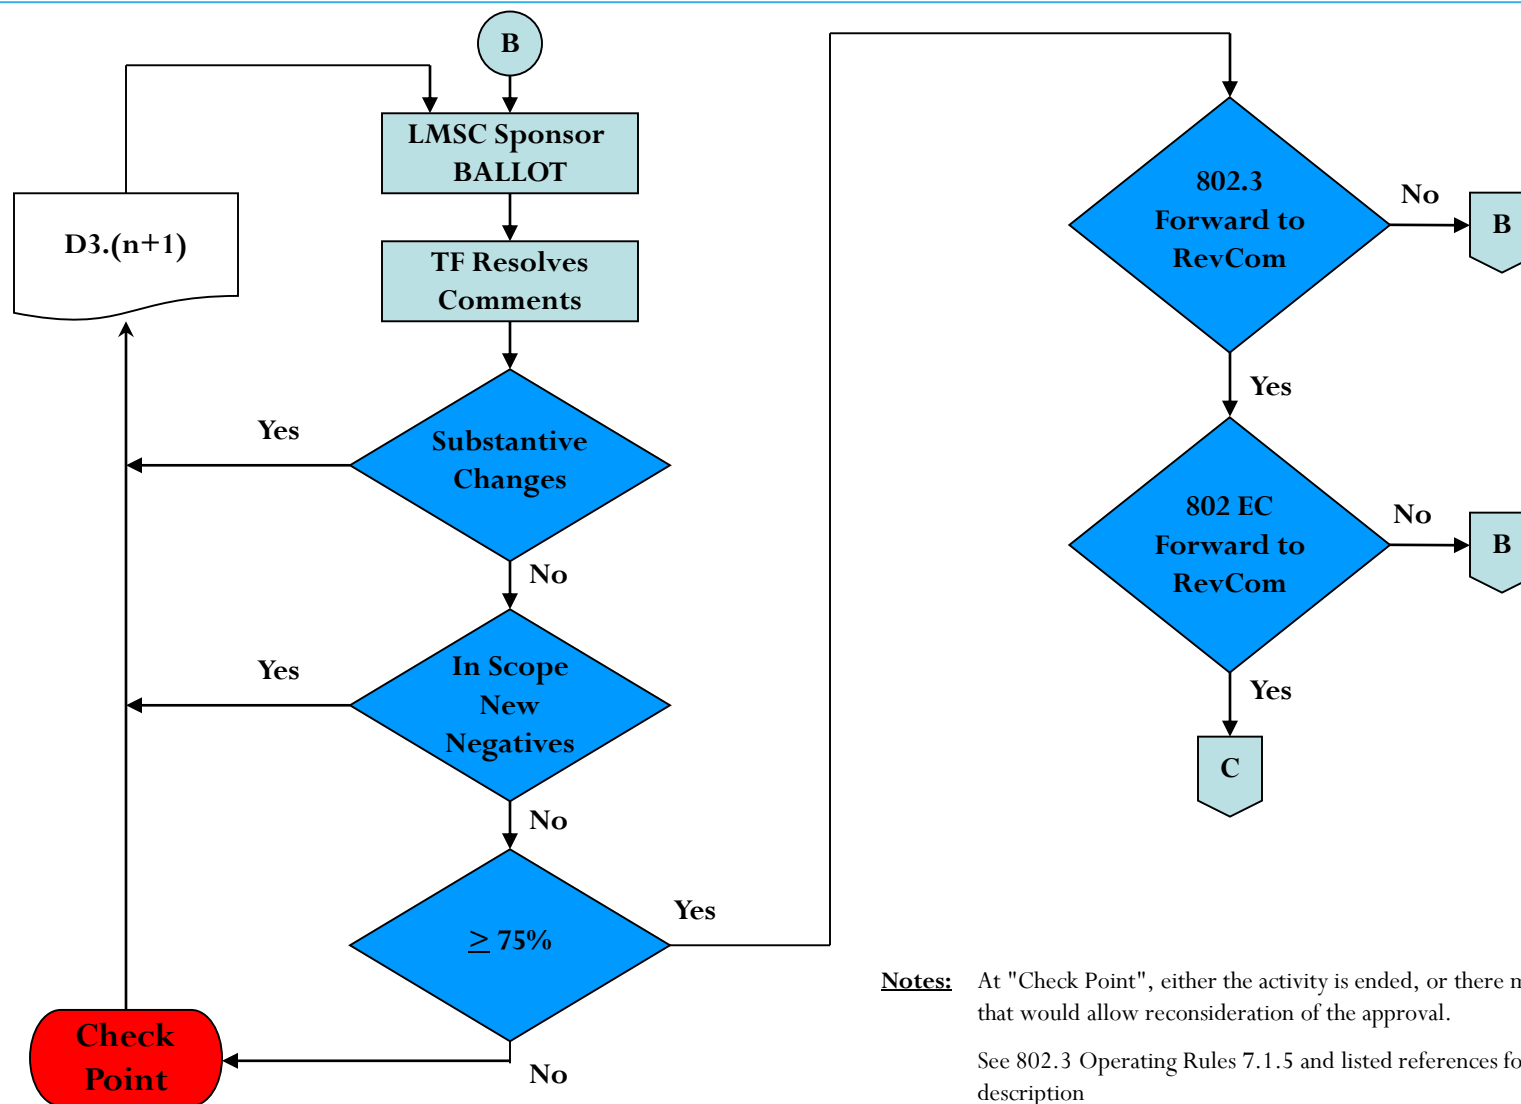 B
LMSC Sponsor
BALLOT
D3.(n+1)
TF Resolves
Comments
Yes
Substantive
Changes
No
Yes
In Scope
New
Negatives
No
≥ 75%
Yes
Check
Point
No
802.3
Forward to
RevCom
No
B
Yes
802 EC
Forward to
RevCom
No
B
Yes
C
Notes: At "Check Point", either the activity is ended, or there
that would allow reconsideration of the approval.
See 802.3 Operating Rules 7.1.5 and listed references
description